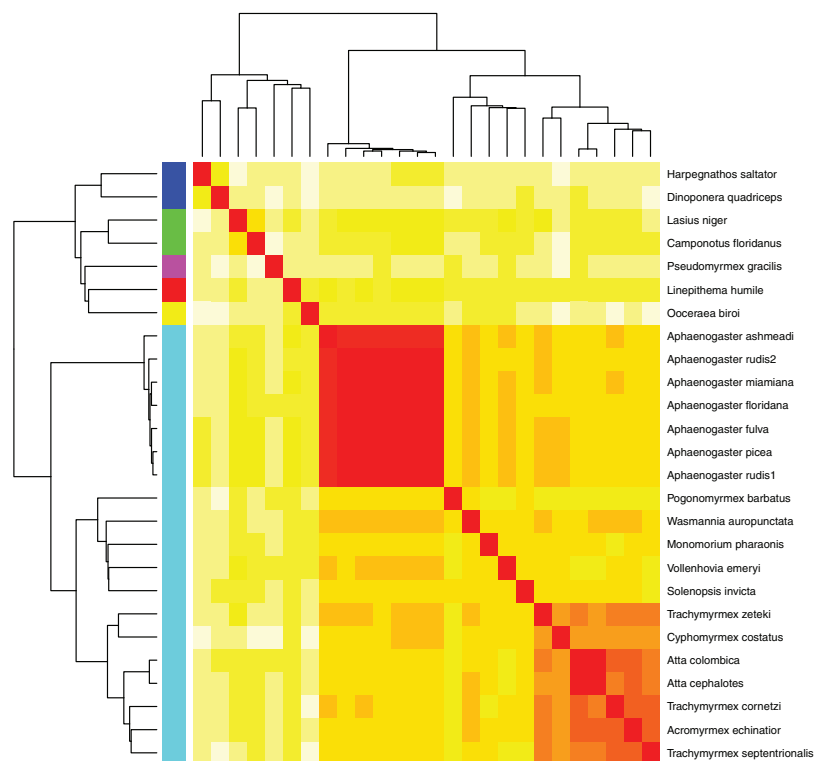 Harpegnathos saltator
Dinoponera quadriceps
Lasius niger
Camponotus floridanus
Pseudomyrmex gracilis
Linepithema humile
Ooceraea biroi
Aphaenogaster ashmeadi
Aphaenogaster rudis2
Aphaenogaster miamiana
Aphaenogaster floridana
Aphaenogaster fulva
Aphaenogaster picea
Aphaenogaster rudis1
Pogonomyrmex barbatus
Wasmannia auropunctata
Monomorium pharaonis
Vollenhovia emeryi
Solenopsis invicta
Trachymyrmex zeteki
Cyphomyrmex costatus
Atta colombica
Atta cephalotes
Trachymyrmex cornetzi
Acromyrmex echinatior
Trachymyrmex septentrionalis